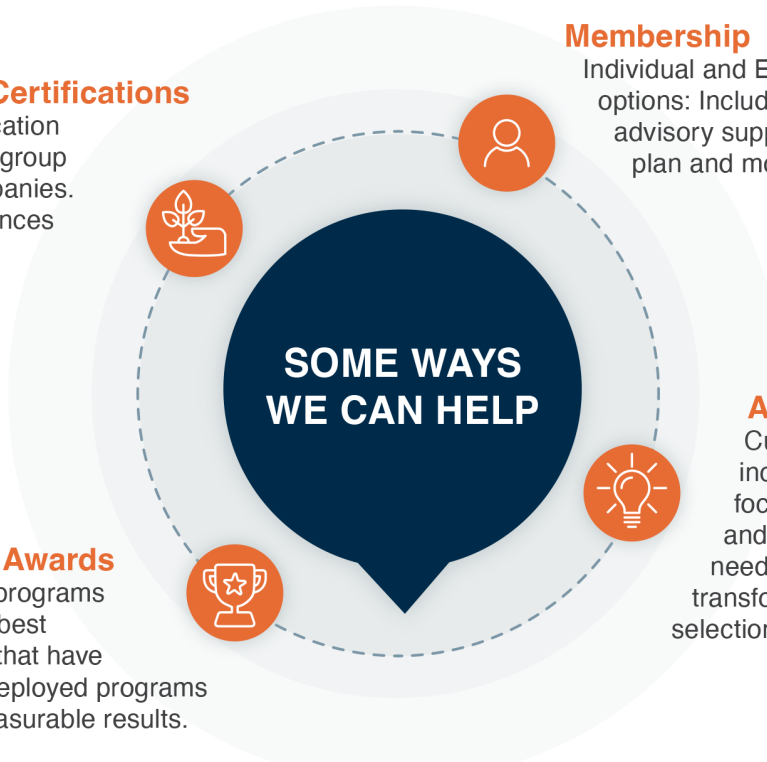 Membership
Individual and E
options: Includ
advisory supp
plan and mo
Certifications
cation
group
panies.
nces
SOME WAYS
WE CAN HELP
A
Cu
inc
foc
and
need
transfo
selection
Awards
programs
best
that have
eployed programs
asurable results.